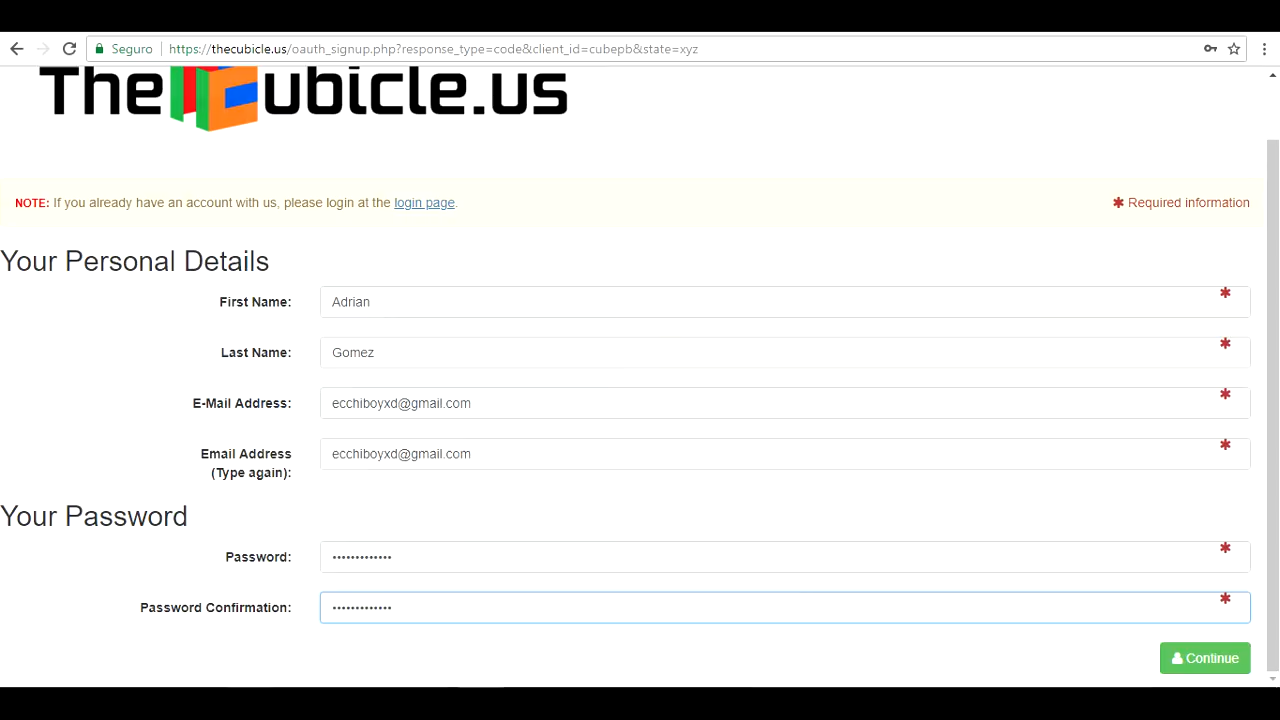 Seguro https://thecubicle.us/oauth_signup.php?response_type=code&client_id=cubepb&state=xyz
TheCubicle.us
NOTE: If you already have an account with us, please login at the login page.
* Required information
Your Personal Details
First Name: Adrian *
Last Name: Gomez *
E-Mail Address: ecchiboyxd@gmail.com *
Email Address
(Type again): ecchiboyxd@gmail.com *
Your Password
Password: ••••••••••••• *
Password Confirmation: ••••••••••••• *
Continue